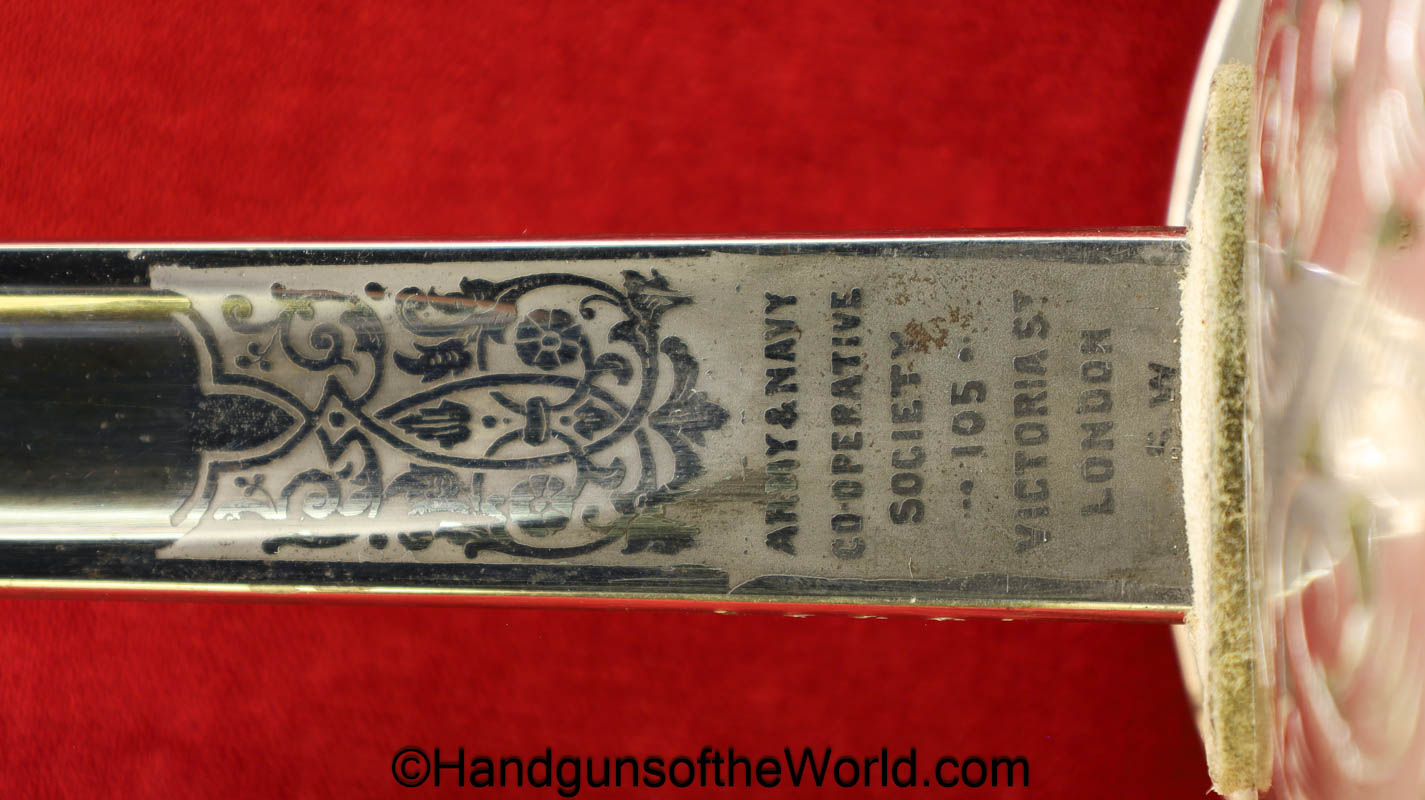 ARMY & NAVY
CO-OPERATIVE
SOCIETY
105
VICTORIA ST
LONDON
S.W.
©HandgunsoftheWorld.com